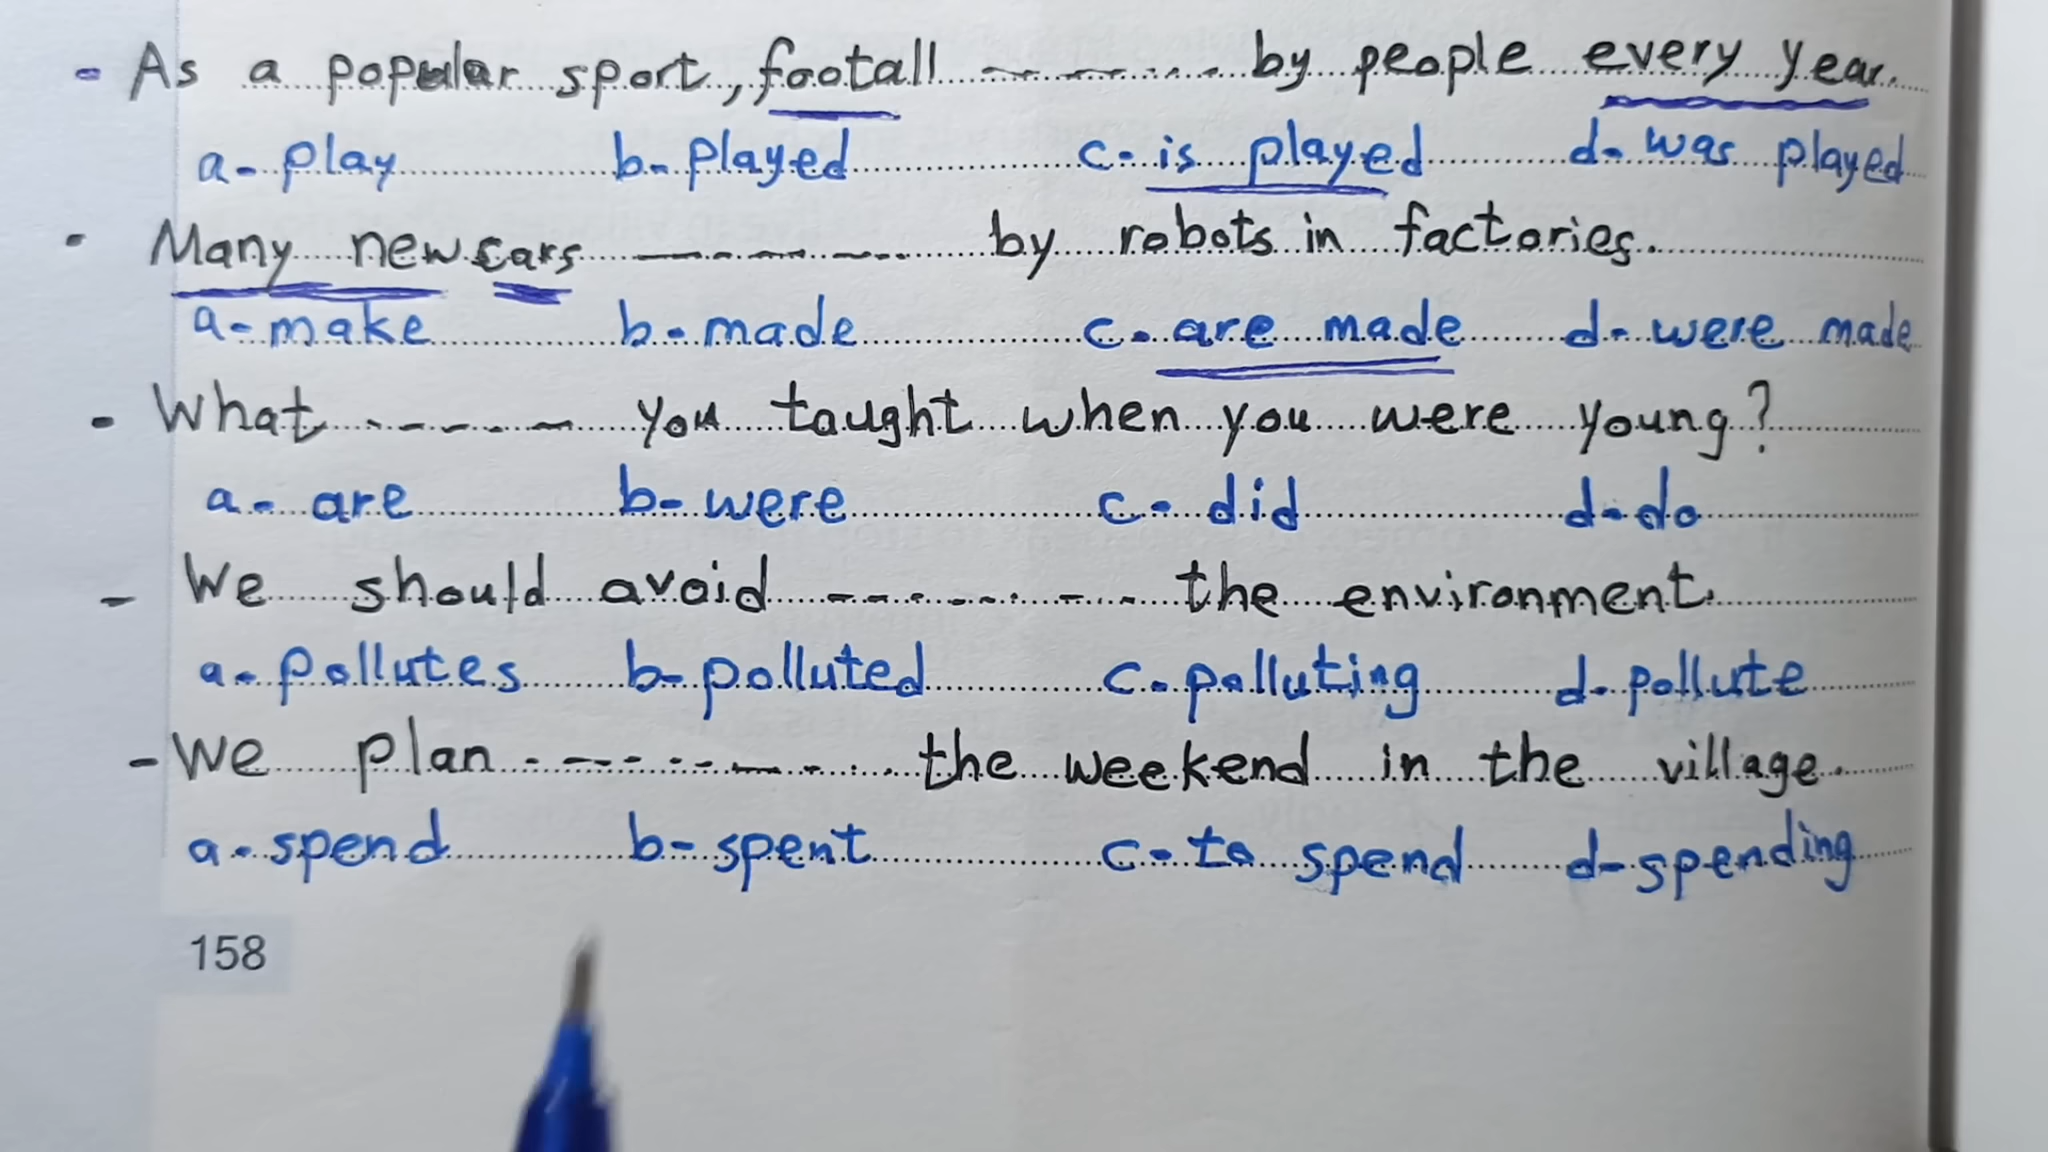 - As a popular sport, footall ---------- by people every year.
a- play b- played c- is played d- was played
- Many new cars ---------- by robots in factories.
a- make b- made c- are made d- were made
- What ------ you taught when you were young?
a- are b- were c- did d- do
- We should avoid ---------- the environment.
a- pollutes b- polluted c- polluting d- pollute
- We plan ---------- the weekend in the village.
a- spend b- spent c- to spend d- spending
158